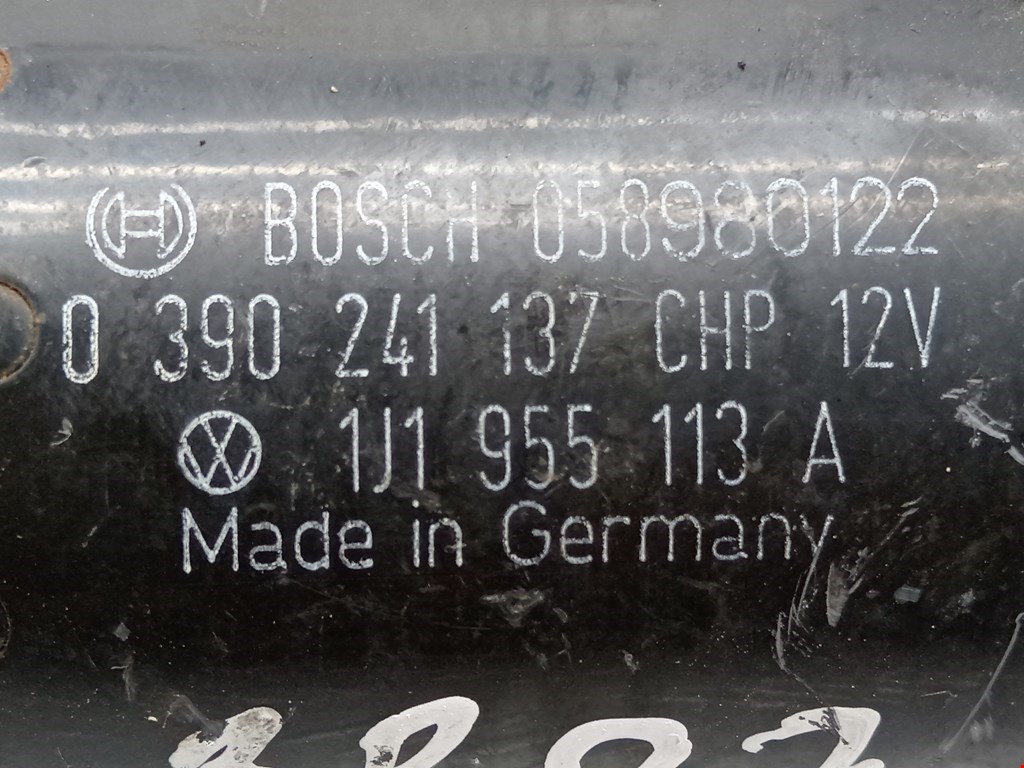 BOSCH 058980122
0 390 241 137 CHP 12V
1J1 955 113 A
Made in Germany